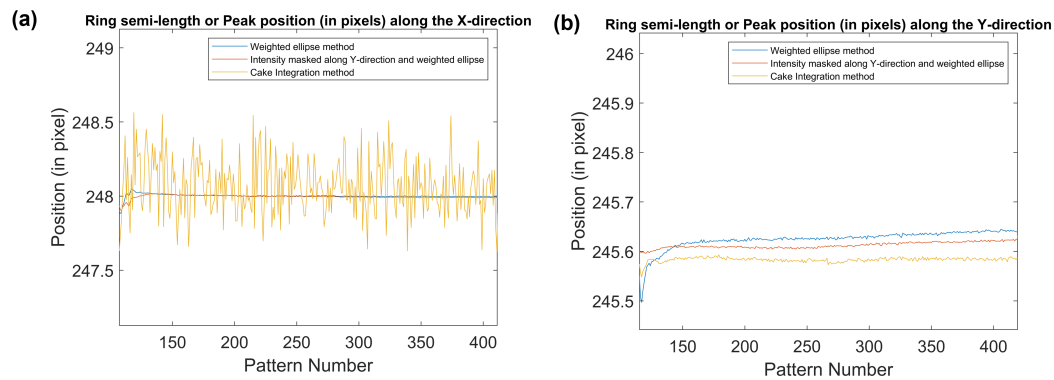 (a)
Ring semi-length or Peak position (in pixels) along the X-direction
Weighted ellipse method
Intensity masked along Y-direction and weighted ellipse
Cake Integration method
Position (in pixel)
249
248.5
248
247.5
150 200 250 300 350 400
Pattern Number
(b)
Ring semi-length or Peak position (in pixels) along the Y-direction
Weighted ellipse method
Intensity masked along Y-direction and weighted ellipse
Cake Integration method
Position (in pixel)
246
245.9
245.8
245.7
245.6
245.5
150 200 250 300 350 400
Pattern Number